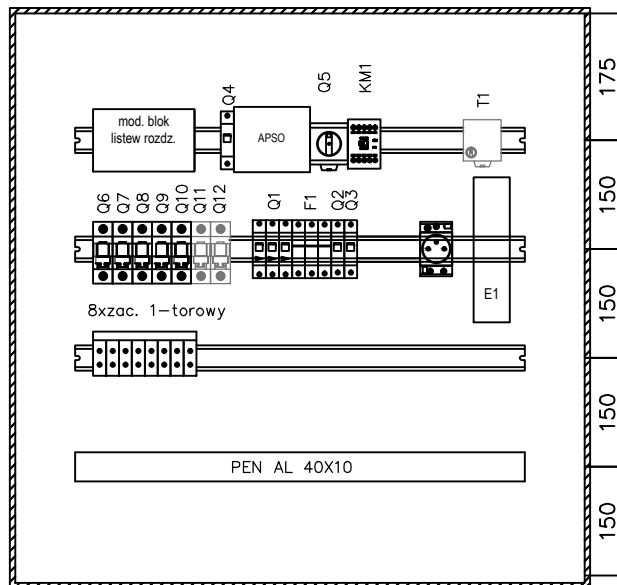 Q4
Q5
KM1
T1
175
mod. blok
listew rozdz.
APSO
150
Q6
Q7
Q8
Q9
Q10
Q11
Q12
Q1
F1
Q2
Q3
E1
150
8xzac. 1-torowy
150
PEN AL 40X10
150